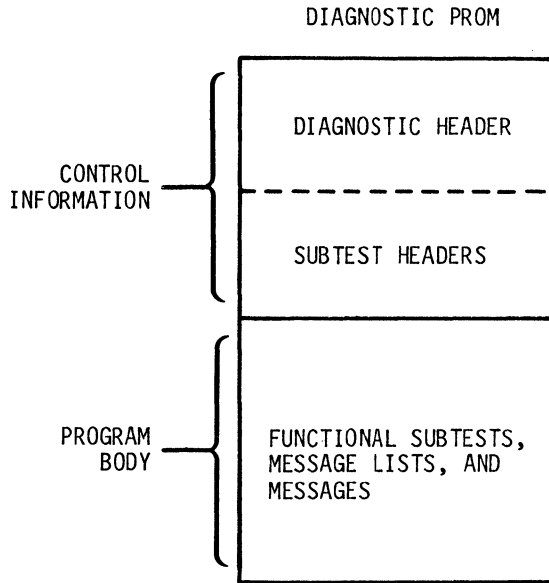 DIAGNOSTIC PROM
DIAGNOSTIC HEADER
CONTROL
INFORMATION
SUBTEST HEADERS
PROGRAM
BODY
FUNCTIONAL SUBTESTS,
MESSAGE LISTS, AND
MESSAGES